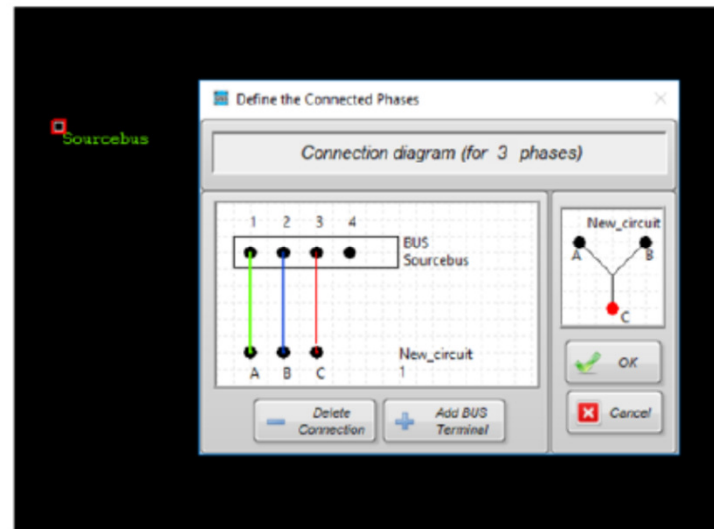 Define the Connected Phases
Sourcebus
Connection diagram (for 3 phases)
1 2 3 4
BUS
Sourcebus
A B C
New_circuit
1
New_circuit
A B
C
OK
Delete
Connection
Add BUS
Terminal
Cancel